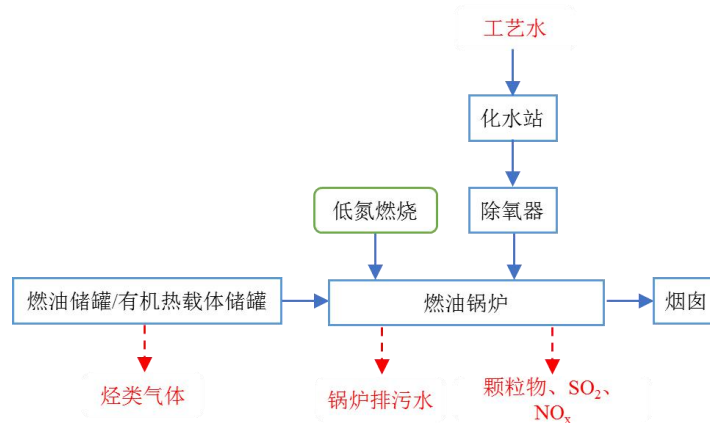 工艺水
化水站
低氮燃烧
除氧器
燃油储罐/有机热载体储罐
燃油锅炉
烟囱
烃类气体
锅炉排污水
颗粒物、SO₂、
NOₓ